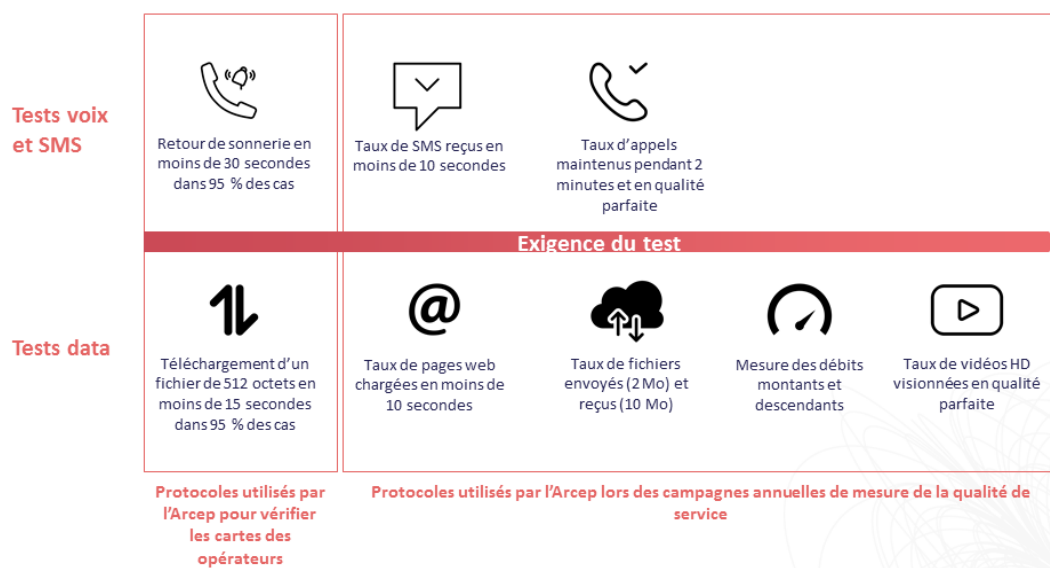 Tests voix
et SMS
Retour de sonnerie en
moins de 30 secondes
dans 95 % des cas
Taux de SMS reçus en
moins de 10 secondes
Taux d'appels
maintenus pendant 2
minutes et en qualité
parfaite
Exigence du test
Tests data
Téléchargement d'un
fichier de 512 octets en
moins de 15 secondes
dans 95 % des cas
@
Taux de pages web
chargées en moins de
10 secondes
Taux de fichiers
envoyés (2 Mo) et
reçus (10 Mo)
Mesure des débits
montants et
descendants
Taux de vidéos HD
visionnées en qualité
parfaite
Protocoles utilisés par
l'Arcep pour vérifier
les cartes des
opérateurs
Protocoles utilisés par l'Arcep lors des campagnes annuelles de mesure de la qualité de
service